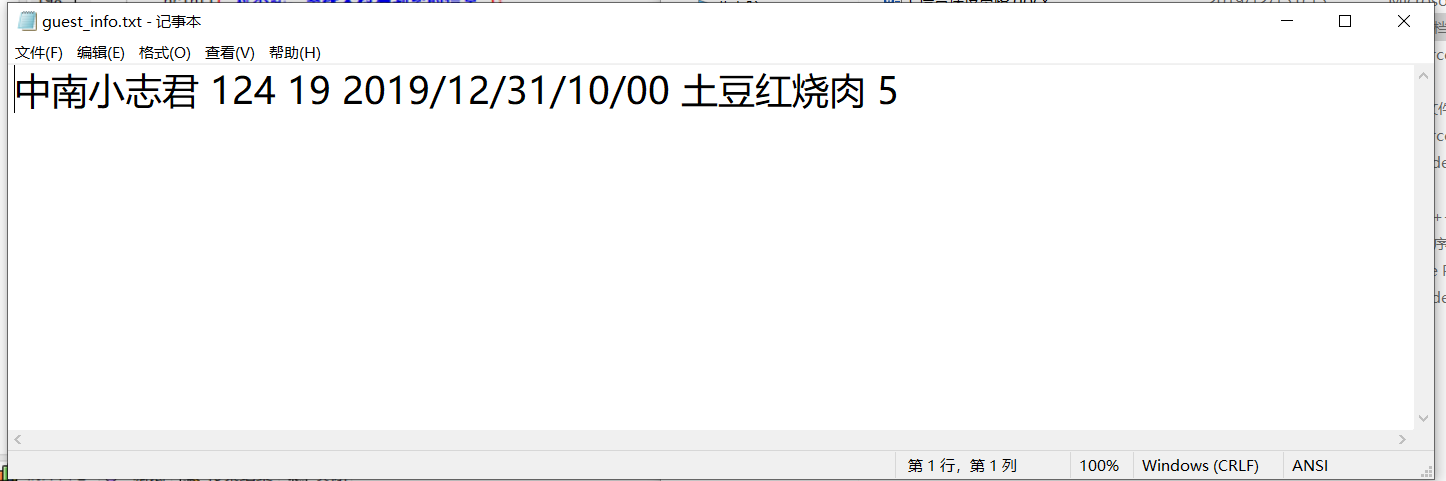 guest_info.txt - 记事本
文件(F) 编辑(E) 格式(O) 查看(V) 帮助(H)
中南小志君 124 19 2019/12/31/10/00 土豆红烧肉 5
第 1 行，第 1 列 100% Windows (CRLF) ANSI